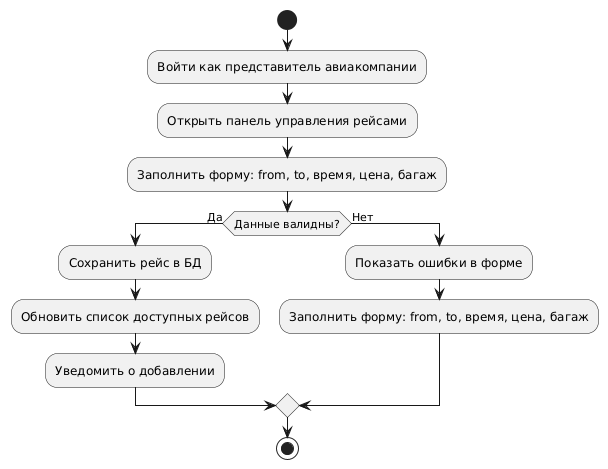 Войти как представитель авиакомпании
Открыть панель управления рейсами
Заполнить форму: from, to, время, цена, багаж
Да
Данные валидны?
Нет
Сохранить рейс в БД
Показать ошибки в форме
Обновить список доступных рейсов
Заполнить форму: from, to, время, цена, багаж
Уведомить о добавлении